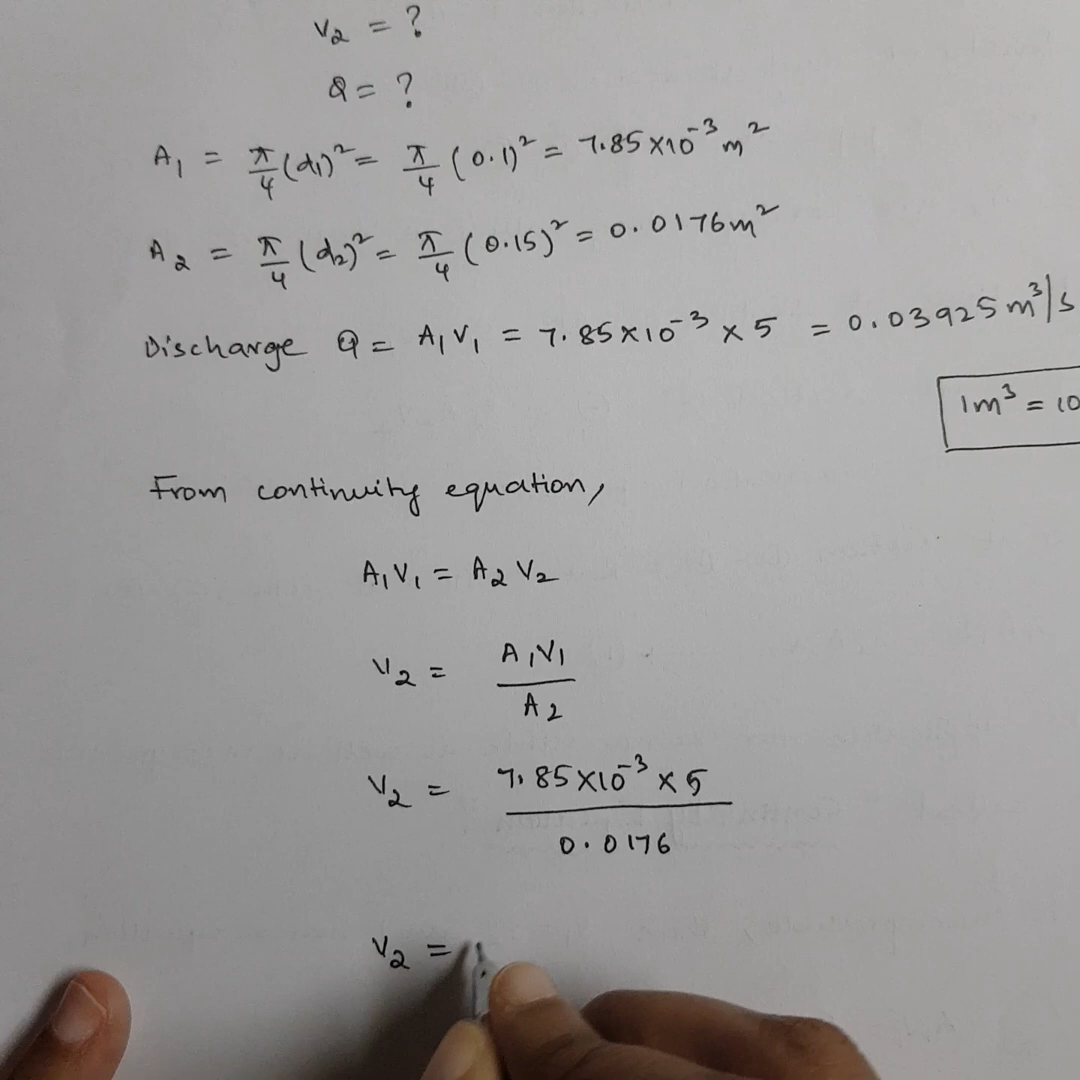 V₂ = ?
Q = ?
A₁ = π/4 (d₁)² = π/4 (0.1)² = 7.85 × 10⁻³ m²
A₂ = π/4 (d₂)² = π/4 (0.15)² = 0.0176 m²
Discharge Q = A₁V₁ = 7.85 × 10⁻³ × 5 = 0.03925 m³/s
1m³ = 10
From continuity equation,
A₁V₁ = A₂V₂
V₂ = A₁V₁ / A₂
V₂ = 7.85 × 10⁻³ × 5 / 0.0176
V₂ =